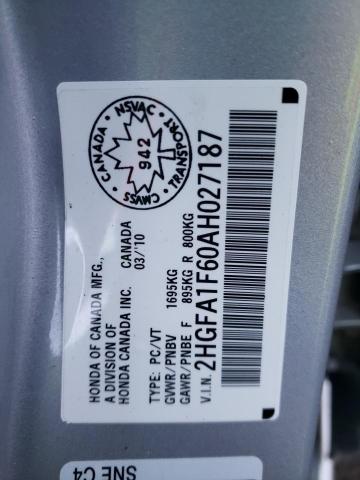 HONDA OF CANADA MFG.,
A DIVISION OF
HONDA CANADA INC. CANADA
03/'10
TYPE: PC/VT
GVWR/PNBV 1695KG
GAWR/PNBE F 895KG R 800KG
V.I.N. 2HGFA1F60AH027187
CANADA NSVAC TRANSPORT CMVSS
942
SNE C4